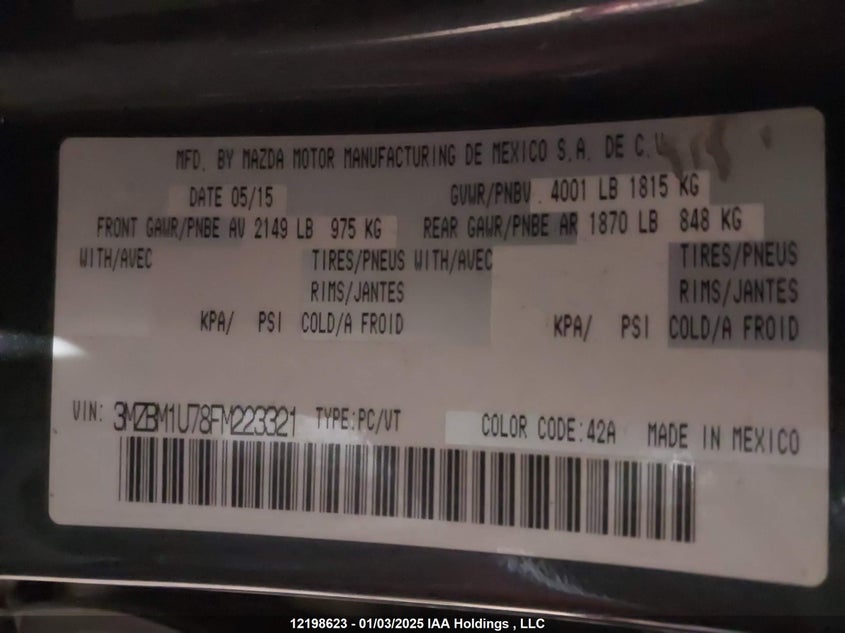 MFD. BY MAZDA MOTOR MANUFACTURING DE MEXICO S.A. DE C.V
DATE 05/15 GVWR/PNBV 4001 LB 1815 KG
FRONT GAWR/PNBE AV 2149 LB 975 KG REAR GAWR/PNBE AR 1870 LB 848 KG
WITH/AVEC TIRES/PNEUS WITH/AVEC TIRES/PNEUS
RIMS/JANTES RIMS/JANTES
KPA/ PSI COLD/A FROID KPA/ PSI COLD/A FROID
VIN: 3MZBM1U78FM223321 TYPE:PC/VT COLOR CODE:42A MADE IN MEXICO
12198623 - 01/03/2025 IAA Holdings , LLC